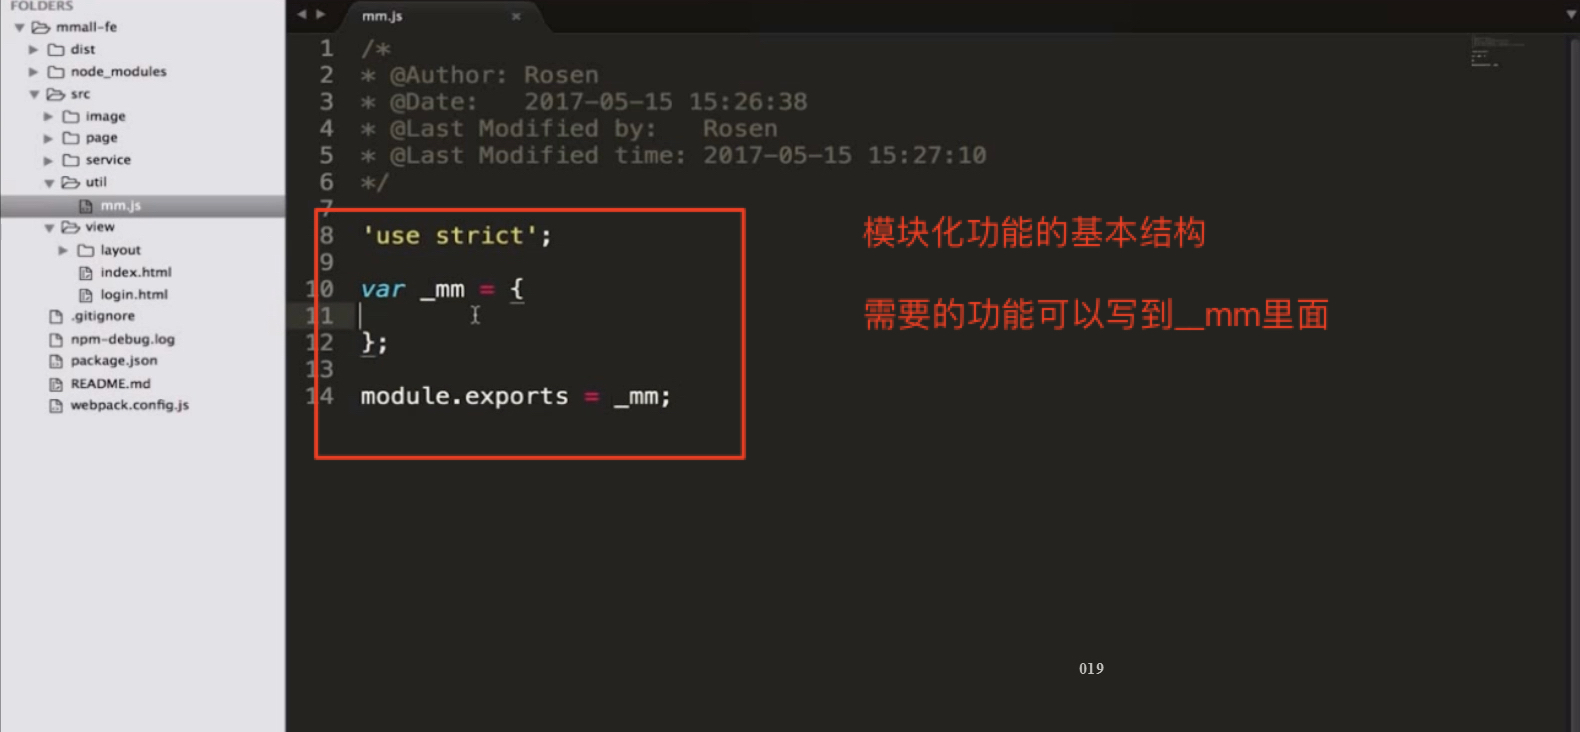 FOLDERS
mmall-fe
dist
node_modules
src
image
page
service
util
mm.js
view
layout
index.html
login.html
.gitignore
npm-debug.log
package.json
README.md
webpack.config.js
mm.js
1 /*
2 * @Author: Rosen
3 * @Date:   2017-05-15 15:26:38
4 * @Last Modified by:   Rosen
5 * @Last Modified time: 2017-05-15 15:27:10
6 */
7
8 'use strict';
9
10 var _mm = {
11
12 };
13
14 module.exports = _mm;
模块化功能的基本结构
需要的功能可以写到__mm里面
019